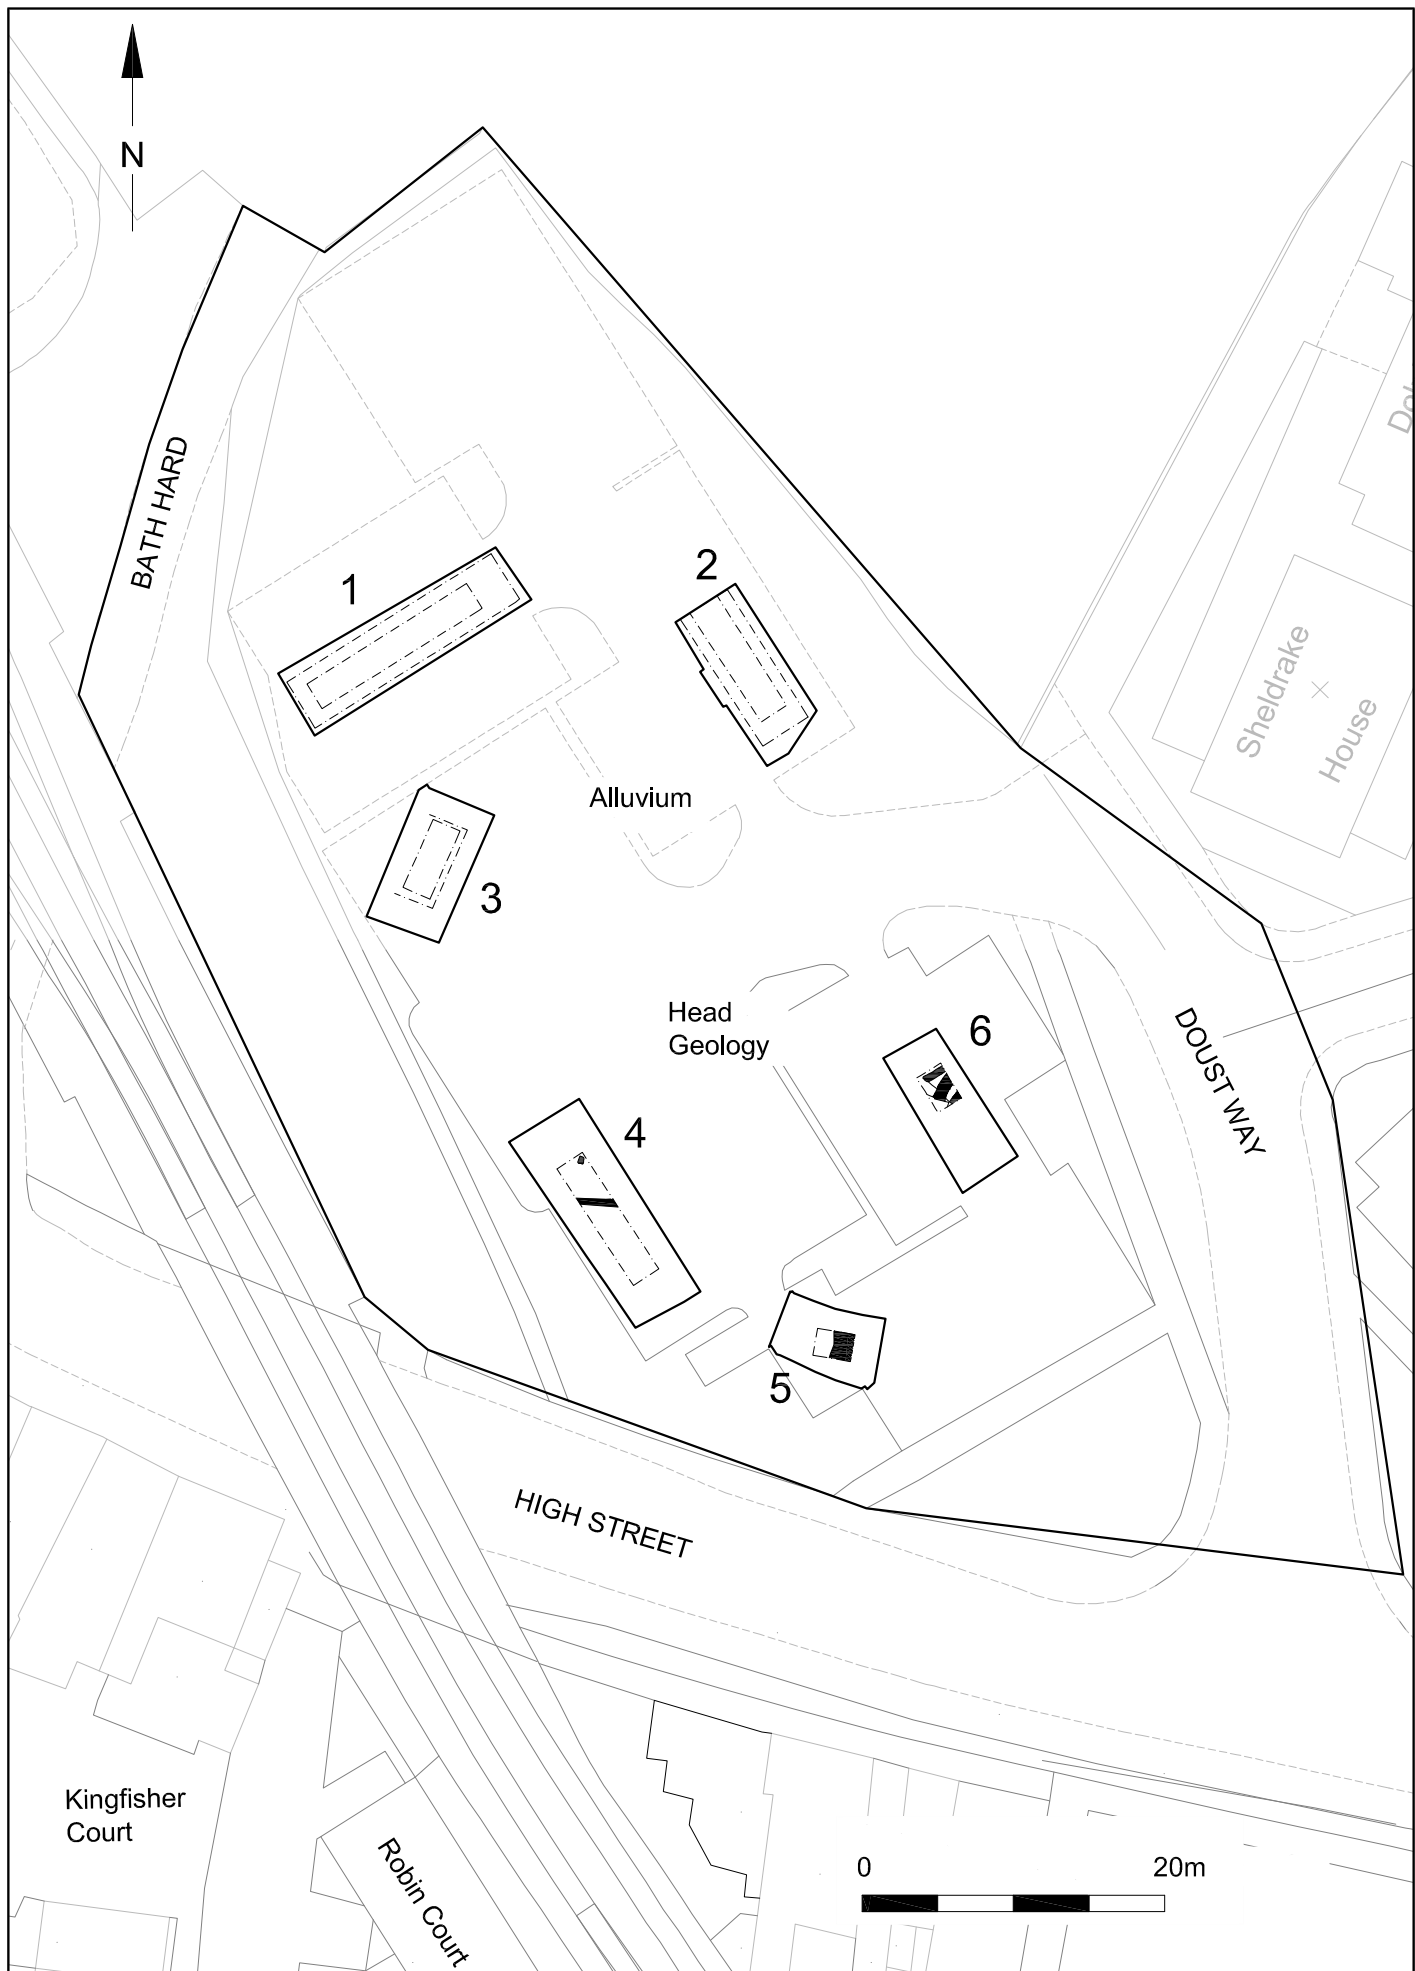 N
BATH HARD
1
2
Sheldrake
House
Alluvium
3
Head
Geology
6
DOUST WAY
4
5
HIGH STREET
Kingfisher
Court
Robin Court
0 20m